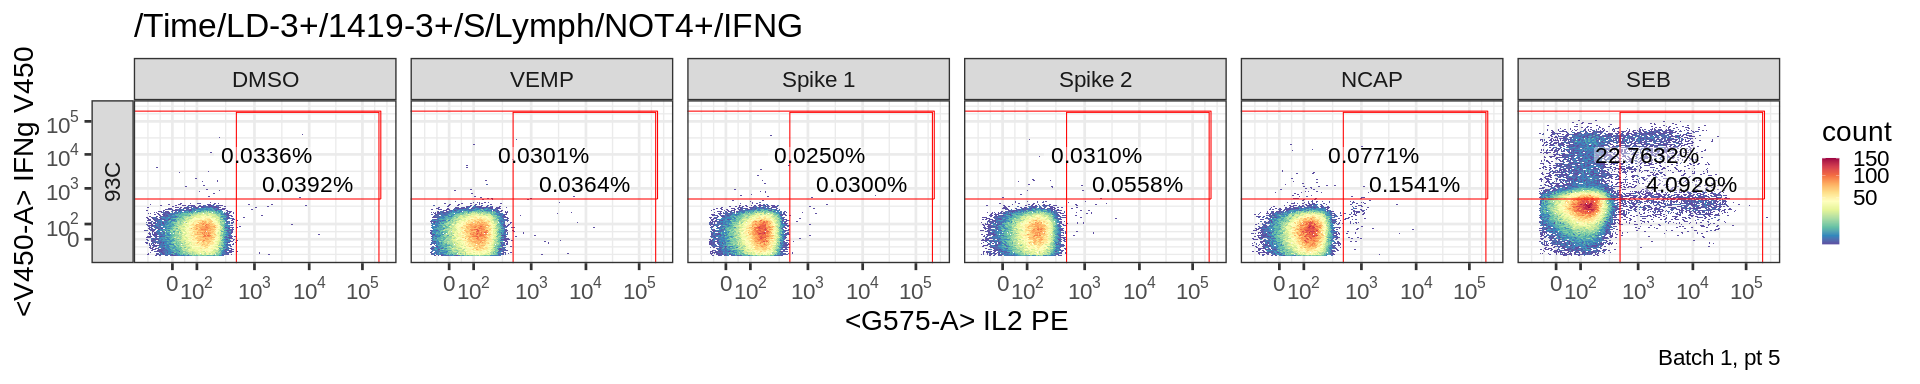 /Time/LD-3+/1419-3+/S/Lymph/NOT4+/IFNG
DMSO VEMP Spike 1 Spike 2 NCAP SEB
<V450-A> IFNg V450
93C
10^5
10^4
10^3
10^2
0
0.0336% 0.0301% 0.0250% 0.0310% 0.0771% 22.7632%
0.0392% 0.0364% 0.0300% 0.0558% 0.1541% 4.0929%
count
150
100
50
0 10^2 10^3 10^4 10^5 0 10^2 10^3 10^4 10^5 0 10^2 10^3 10^4 10^5 0 10^2 10^3 10^4 10^5 0 10^2 10^3 10^4 10^5 0 10^2 10^3 10^4 10^5
<G575-A> IL2 PE
Batch 1, pt 5